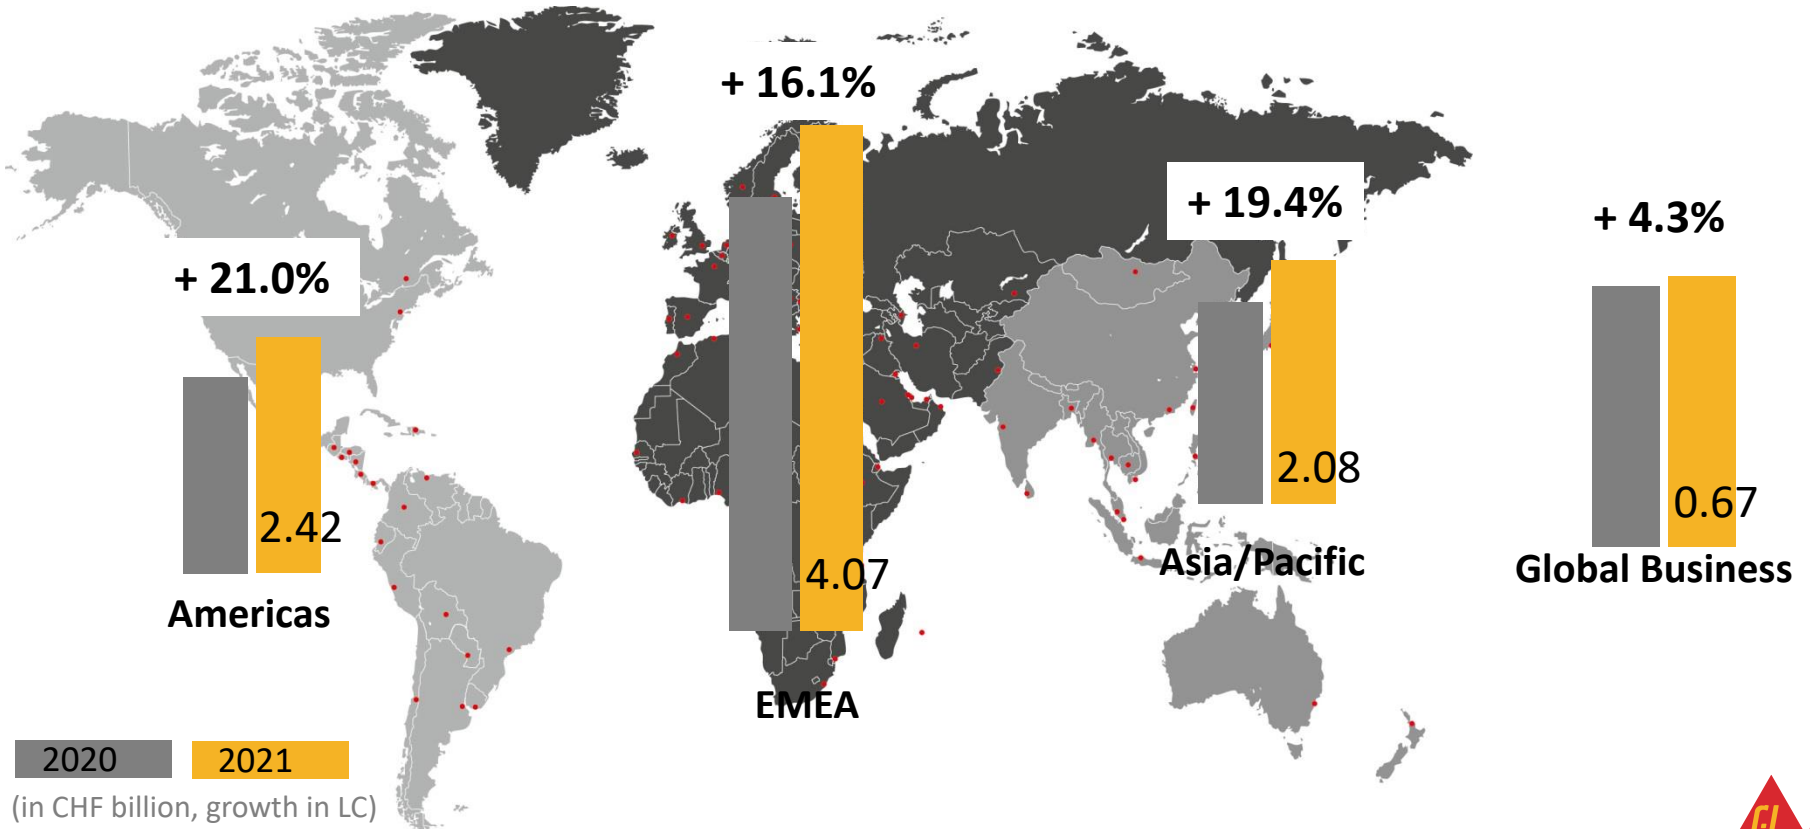 + 16.1%
+ 19.4%
+ 4.3%
+ 21.0%
2.08
0.67
2.42
4.07
Asia/Pacific
Global Business
Americas
EMEA
2020
2021
(in CHF billion, growth in LC)